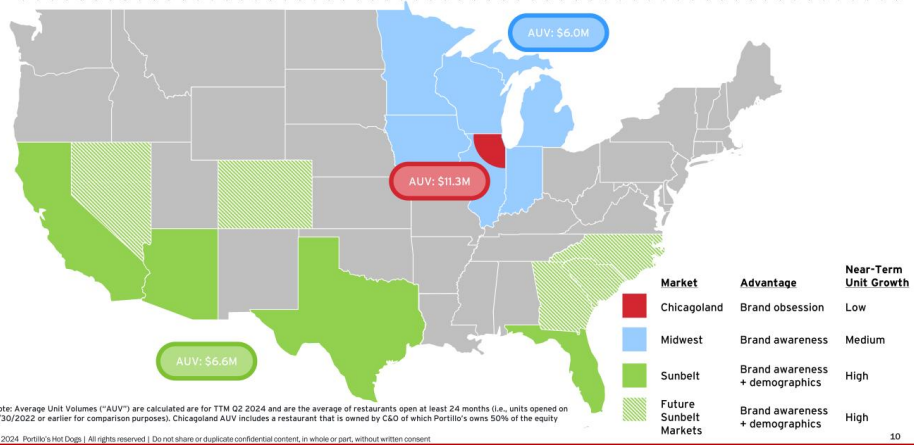 AUV: $6.0M
AUV: $11.3M
AUV: $6.6M
Market Advantage Near-Term Unit Growth
Chicagoland Brand obsession Low
Midwest Brand awareness Medium
Sunbelt Brand awareness + demographics High
Future Sunbelt Markets Brand awareness + demographics High
ote: Average Unit Volumes ("AUV") are calculated are for TTM Q2 2024 and are the average of restaurants open at least 24 months (i.e., units opened on
/30/2022 or earlier for comparison purposes). Chicagoland AUV includes a restaurant that is owned by C&O of which Portillo's owns 50% of the equity
2024 Portillo's Hot Dogs | All rights reserved | Do not share or duplicate confidential content, in whole or part, without written consent
10